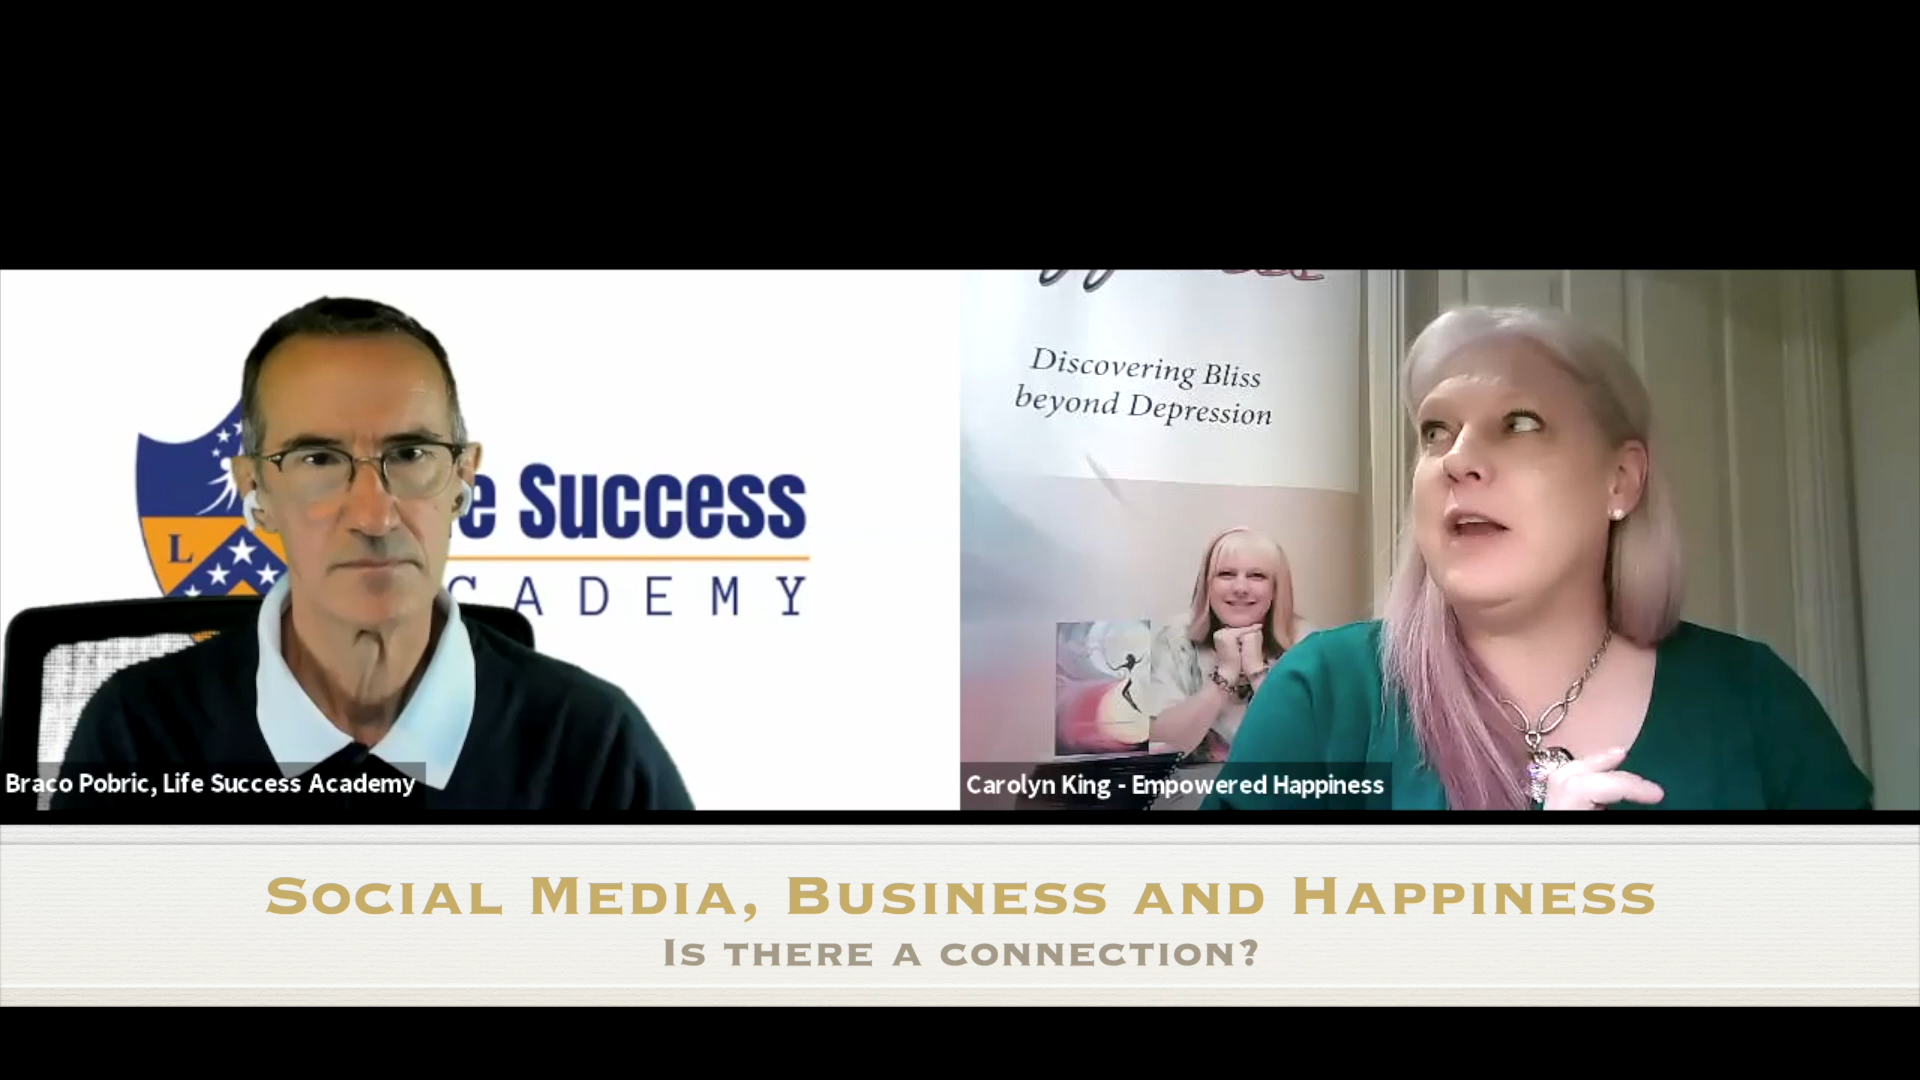 L
e Success
CADEMY
Discovering Bliss
beyond Depression
Braco Pobric, Life Success Academy
Carolyn King - Empowered Happiness
Social Media, Business and Happiness
Is there a connection?